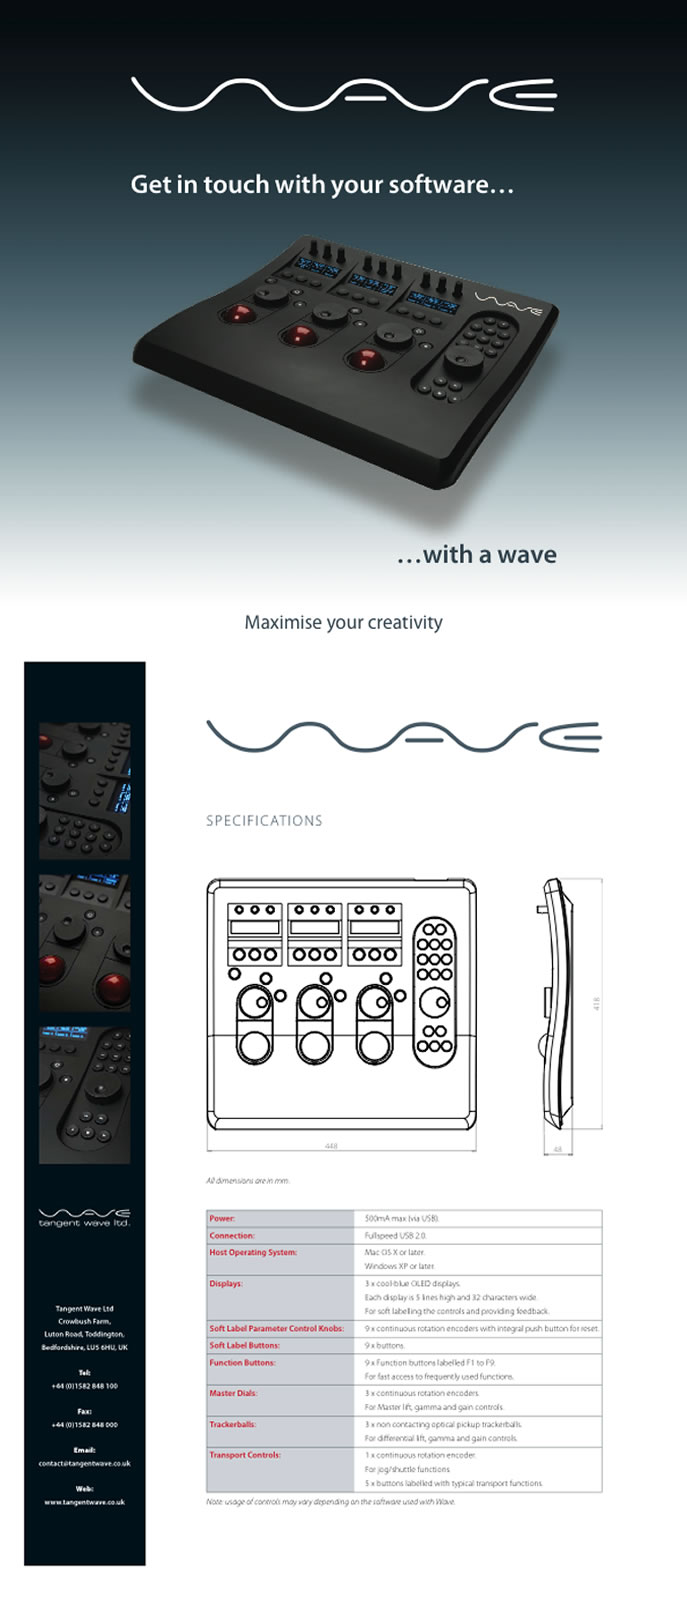 WAVE
Get in touch with your software…
WAVE
…with a wave
Maximise your creativity
WAVE
SPECIFICATIONS
418
448
48
All dimensions are in mm.
WAVE
tangent wave ltd.
Tangent Wave Ltd
Crowbush Farm,
Luton Road, Toddington,
Bedfordshire, LU5 6HU, UK
Tel:
+44 (0)1582 848 100
Fax:
+44 (0)1582 848 000
Email:
contact@tangentwave.co.uk
Web:
www.tangentwave.co.uk
Power: 500mA max (via USB).
Connection: Fullspeed USB 2.0.
Host Operating System: Mac OS X or later.
Windows XP or later.
Displays: 3 x cool-blue OLED displays.
Each display is 5 lines high and 32 characters wide.
For soft labelling the controls and providing feedback.
Soft Label Parameter Control Knobs: 9 x continuous rotation encoders with integral push button for reset.
Soft Label Buttons: 9 x buttons.
Function Buttons: 9 x Function buttons labelled F1 to F9.
For fast access to frequently used functions.
Master Dials: 3 x continuous rotation encoders.
For Master lift, gamma and gain controls.
Trackerballs: 3 x non contacting optical pickup trackerballs.
For differential lift, gamma and gain controls.
Transport Controls: 1 x continuous rotation encoder.
For jog/shuttle functions.
5 x buttons labelled with typical transport functions.
Note: usage of controls may vary depending on the software used with Wave.